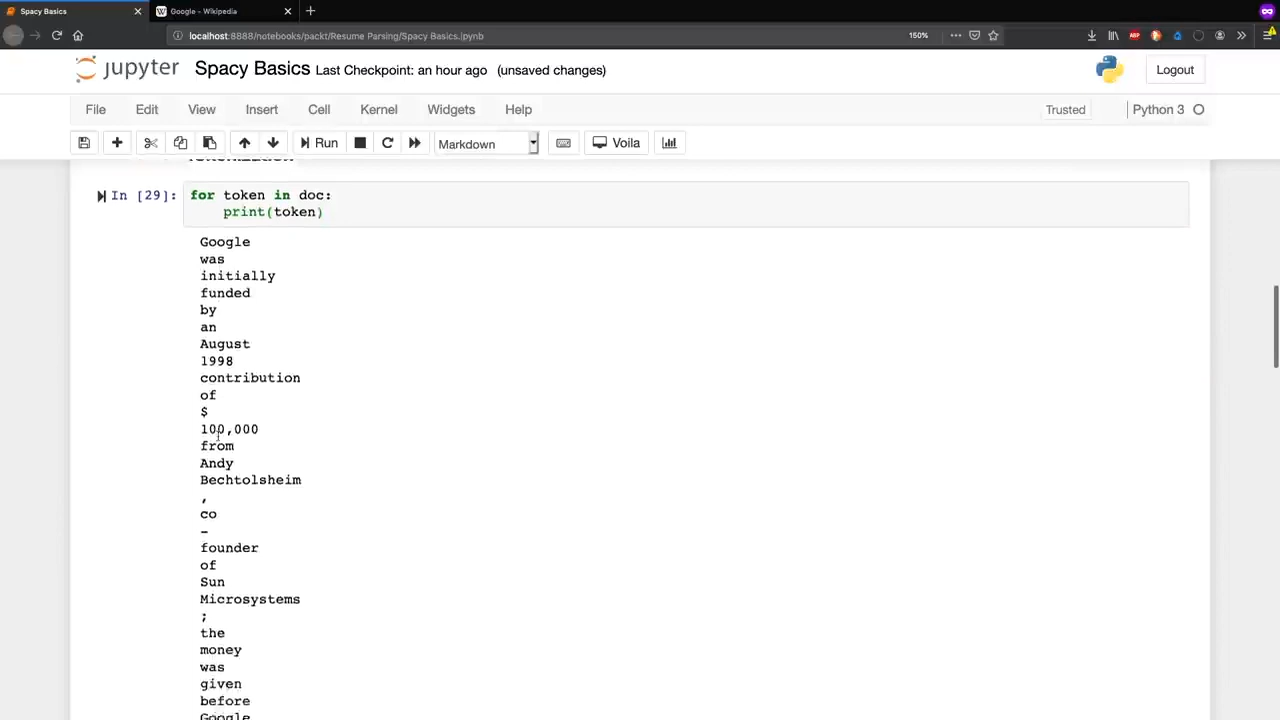 Spacy Basics
Google - Wikipedia
localhost:8888/notebooks/packt/Resume Parsing/Spacy Basics.ipynb
150%
ABP
jupyter Spacy Basics Last Checkpoint: an hour ago (unsaved changes)
Logout
File Edit View Insert Cell Kernel Widgets Help
Trusted
Python 3
Run
Markdown
Voila
Tokenization
In [29]: for token in doc:
print(token)
Google
was
initially
funded
by
an
August
1998
contribution
of
$
100,000
from
Andy
Bechtolsheim
,
co
-
founder
of
Sun
Microsystems
;
the
money
was
given
before
Google